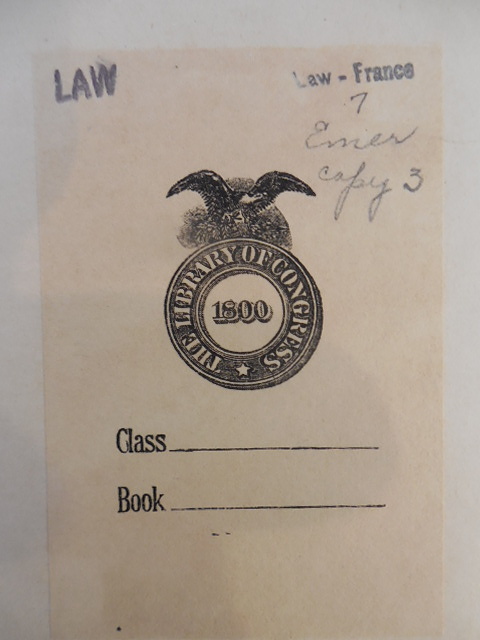 LAW
Law - France
7
Emer
copy 3
THE LIBRARY OF CONGRESS
1800
Class
Book